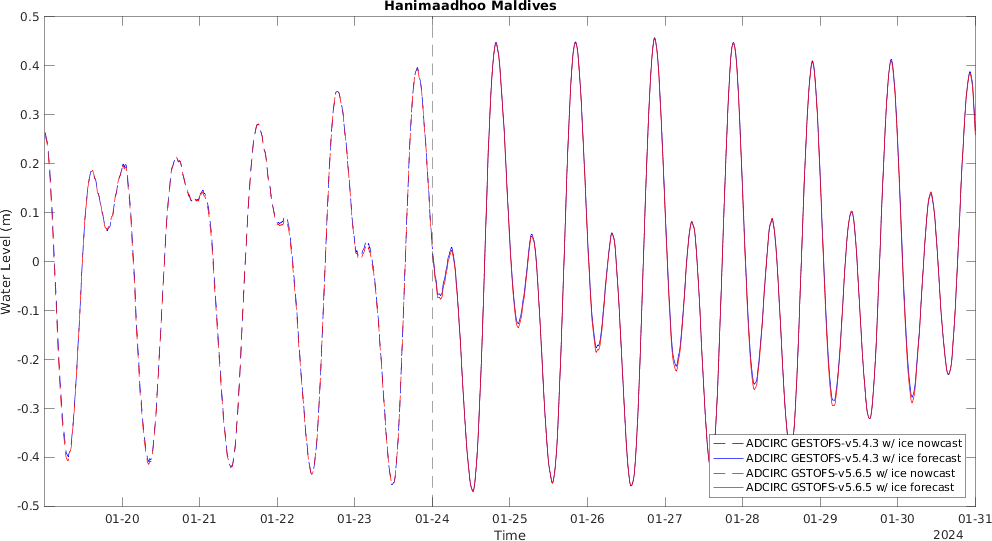 Hanimaadhoo Maldives
0.5
0.4
0.3
0.2
0.1
0
-0.1
-0.2
-0.3
-0.4
-0.5
Water Level (m)
ADCIRC GESTOFS-v5.4.3 w/ ice nowcast
ADCIRC GESTOFS-v5.4.3 w/ ice forecast
ADCIRC GSTOFS-v5.6.5 w/ ice nowcast
ADCIRC GSTOFS-v5.6.5 w/ ice forecast
01-20 01-21 01-22 01-23 01-24 01-25 01-26 01-27 01-28 01-29 01-30 01-31
Time
2024